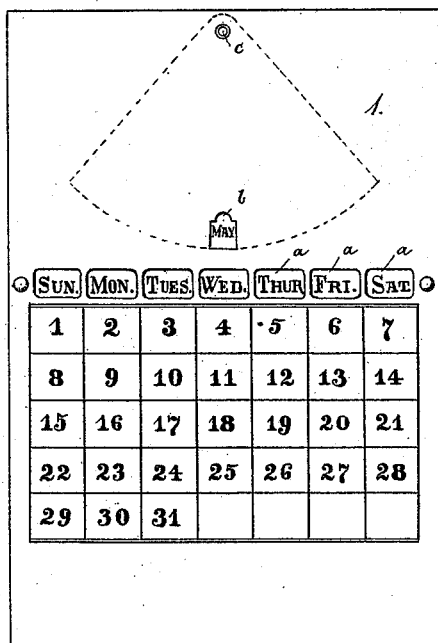 c
1.
l
MAY
a a a
SUN. MON. TUES. WED. THUR FRI. SAT.
1 2 3 4 5 6 7
8 9 10 11 12 13 14
15 16 17 18 19 20 21
22 23 24 25 26 27 28
29 30 31